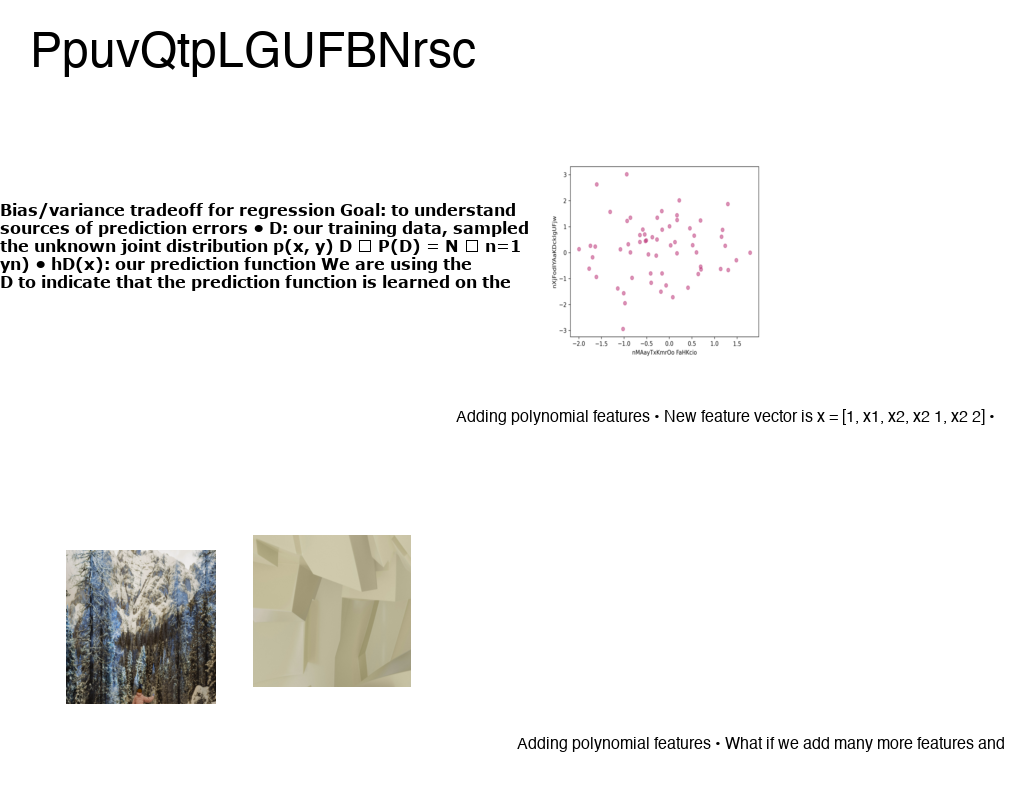 PpuvQtpLGUFBNrsc
Bias/variance tradeoff for regression Goal: to understand
sources of prediction errors • D: our training data, sampled
the unknown joint distribution p(x, y) D □ P(D) = N □ n=1
yn) • hD(x): our prediction function We are using the
D to indicate that the prediction function is learned on the
3
2
1
0
−1
−2
−3
−2.0 −1.5 −1.0 −0.5 0.0 0.5 1.0 1.5
Adding polynomial features • New feature vector is x = [1, x1, x2, x2 1, x2 2] •
Adding polynomial features • What if we add many more features and